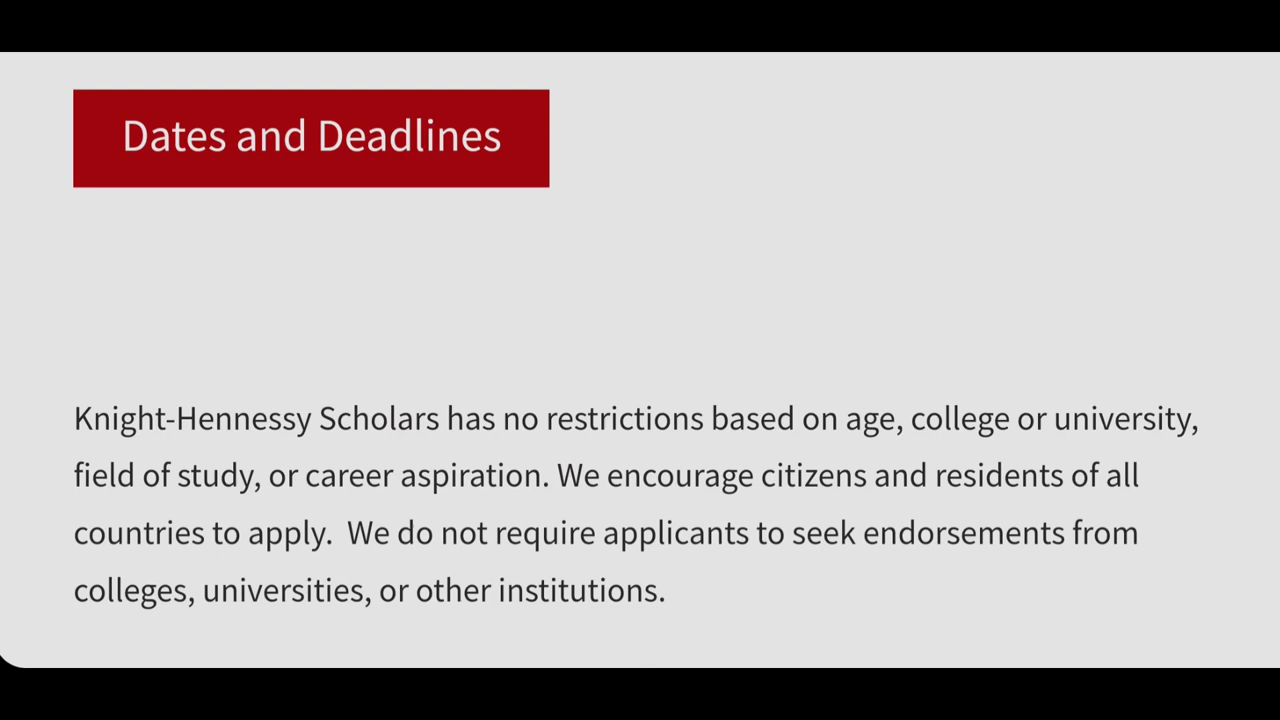 Dates and Deadlines
Knight-Hennessy Scholars has no restrictions based on age, college or university,
field of study, or career aspiration. We encourage citizens and residents of all
countries to apply.  We do not require applicants to seek endorsements from
colleges, universities, or other institutions.